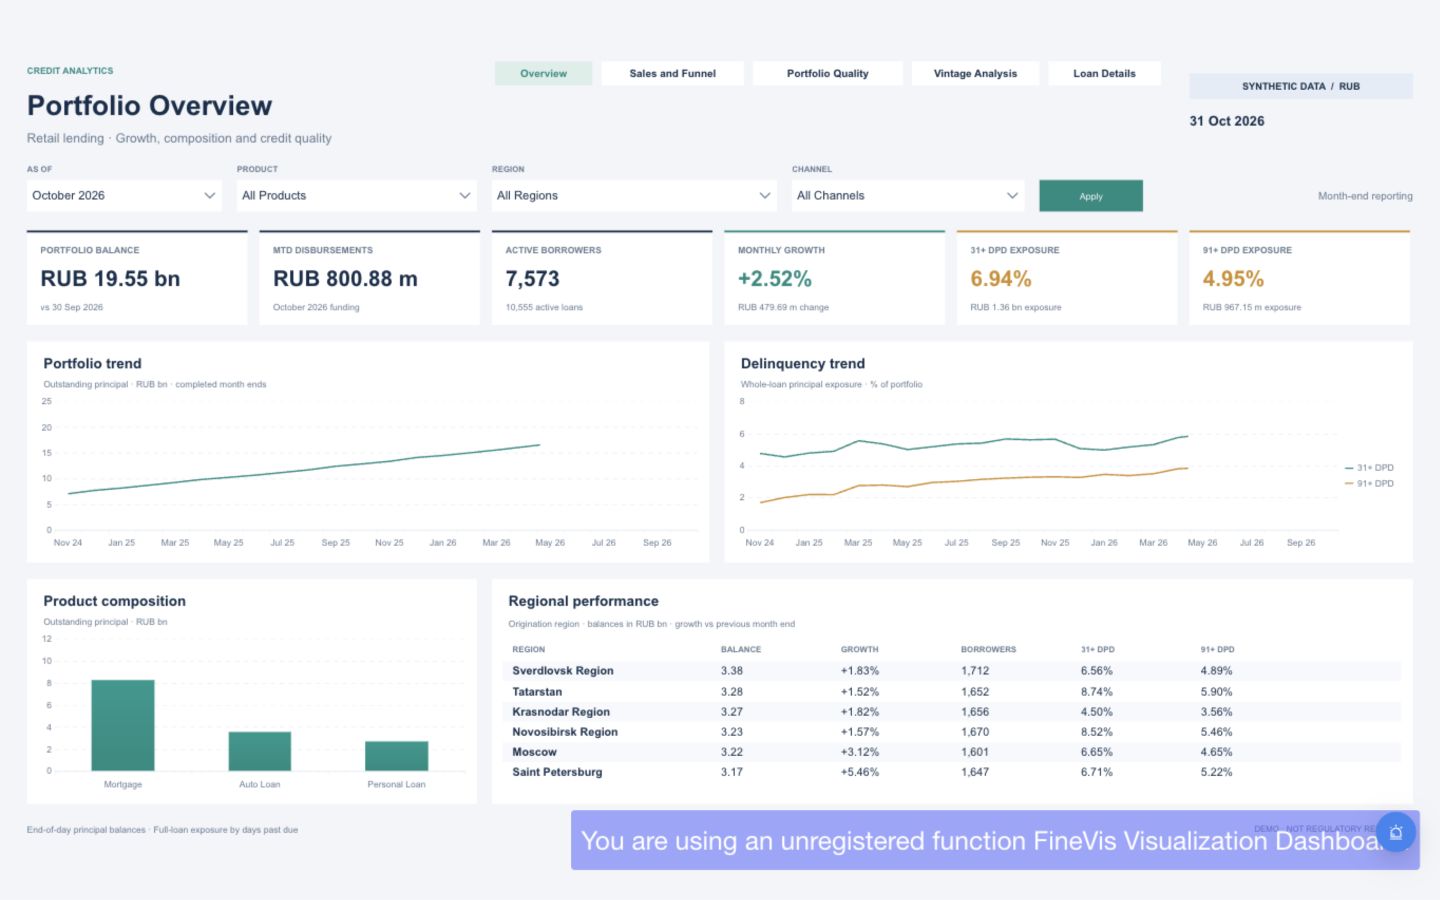 CREDIT ANALYTICS
Overview
Sales and Funnel
Portfolio Quality
Vintage Analysis
Loan Details
SYNTHETIC DATA / RUB
Portfolio Overview
31 Oct 2026
Retail lending · Growth, composition and credit quality
AS OF
PRODUCT
REGION
CHANNEL
October 2026
All Products
All Regions
All Channels
Apply
Month-end reporting
PORTFOLIO BALANCE
RUB 19.55 bn
vs 30 Sep 2026
MTD DISBURSEMENTS
RUB 800.88 m
October 2026 funding
ACTIVE BORROWERS
7,573
10,555 active loans
MONTHLY GROWTH
+2.52%
RUB 479.69 m change
31+ DPD EXPOSURE
6.94%
RUB 1.36 bn exposure
91+ DPD EXPOSURE
4.95%
RUB 967.15 m exposure
Portfolio trend
Outstanding principal · RUB bn · completed month ends
25
20
15
10
5
0
Nov 24 Jan 25 Mar 25 May 25 Jul 25 Sep 25 Nov 25 Jan 26 Mar 26 May 26 Jul 26 Sep 26
Delinquency trend
Whole-loan principal exposure · % of portfolio
8
6
4
2
0
Nov 24 Jan 25 Mar 25 May 25 Jul 25 Sep 25 Nov 25 Jan 26 Mar 26 May 26 Jul 26 Sep 26
31+ DPD
91+ DPD
Product composition
Outstanding principal · RUB bn
12
10
8
6
4
2
0
Mortgage Auto Loan Personal Loan
Regional performance
Origination region · balances in RUB bn · growth vs previous month end
REGION BALANCE GROWTH BORROWERS 31+ DPD 91+ DPD
Sverdlovsk Region 3.38 +1.83% 1,712 6.56% 4.89%
Tatarstan 3.28 +1.52% 1,652 8.74% 5.90%
Krasnodar Region 3.27 +1.82% 1,656 4.50% 3.56%
Novosibirsk Region 3.23 +1.57% 1,670 8.52% 5.46%
Moscow 3.22 +3.12% 1,601 6.65% 4.65%
Saint Petersburg 3.17 +5.46% 1,647 6.71% 5.22%
End-of-day principal balances · Full-loan exposure by days past due
DEMO · NOT REGULATORY
You are using an unregistered function FineVis Visualization